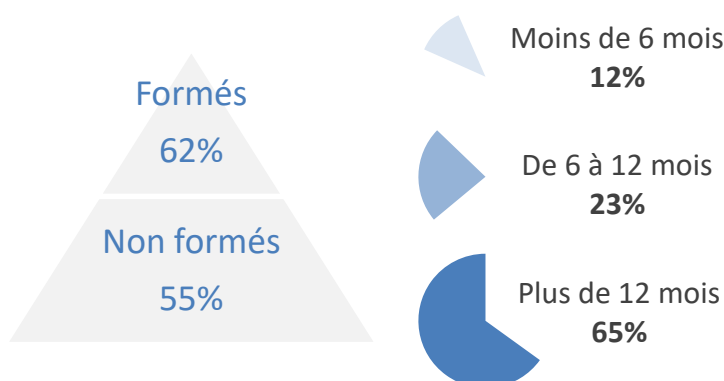 Formés
62%
Non formés
55%
Moins de 6 mois
12%
De 6 à 12 mois
23%
Plus de 12 mois
65%